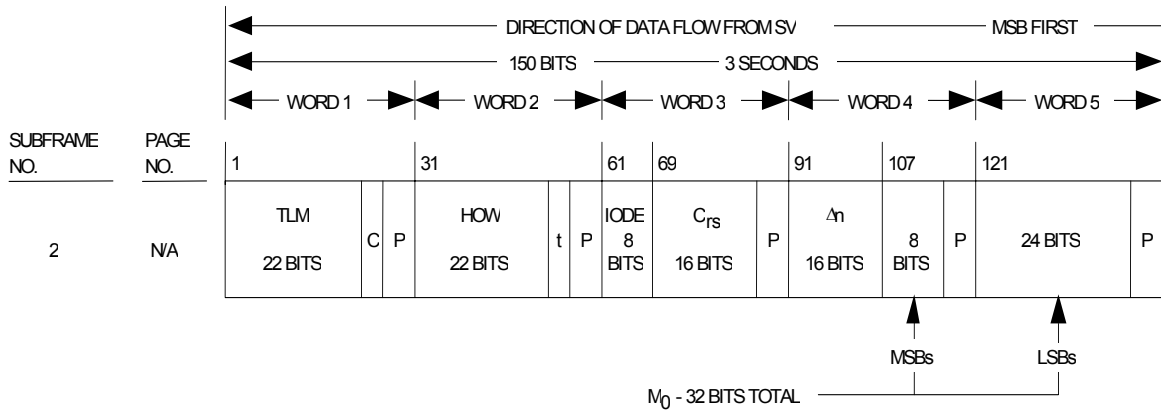 DIRECTION OF DATA FLOW FROM SV MSB FIRST
150 BITS 3 SECONDS
WORD 1 WORD 2 WORD 3 WORD 4 WORD 5
SUBFRAME NO.
PAGE NO.
1 31 61 69 91 107 121
2 N/A
TLM 22 BITS
C
P
HOW 22 BITS
t
P
IODE 8 BITS
Crs 16 BITS
P
Δn 16 BITS
8 BITS
P
24 BITS
P
MSBs LSBs
M0 - 32 BITS TOTAL